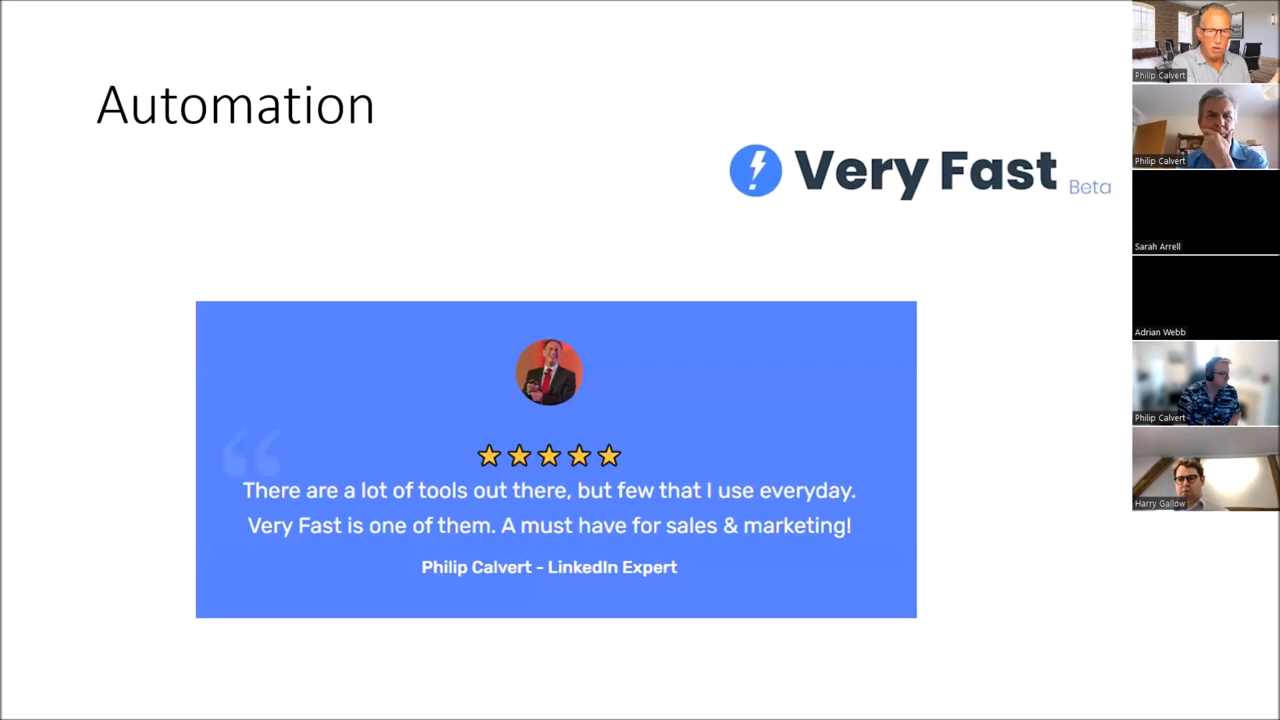 Automation
Very Fast Beta
There are a lot of tools out there, but few that I use everyday.
Very Fast is one of them. A must have for sales & marketing!
Philip Calvert - LinkedIn Expert
Philip Calvert
Philip Calvert
Sarah Arrell
Adrian Webb
Philip Calvert
Harry Gallow